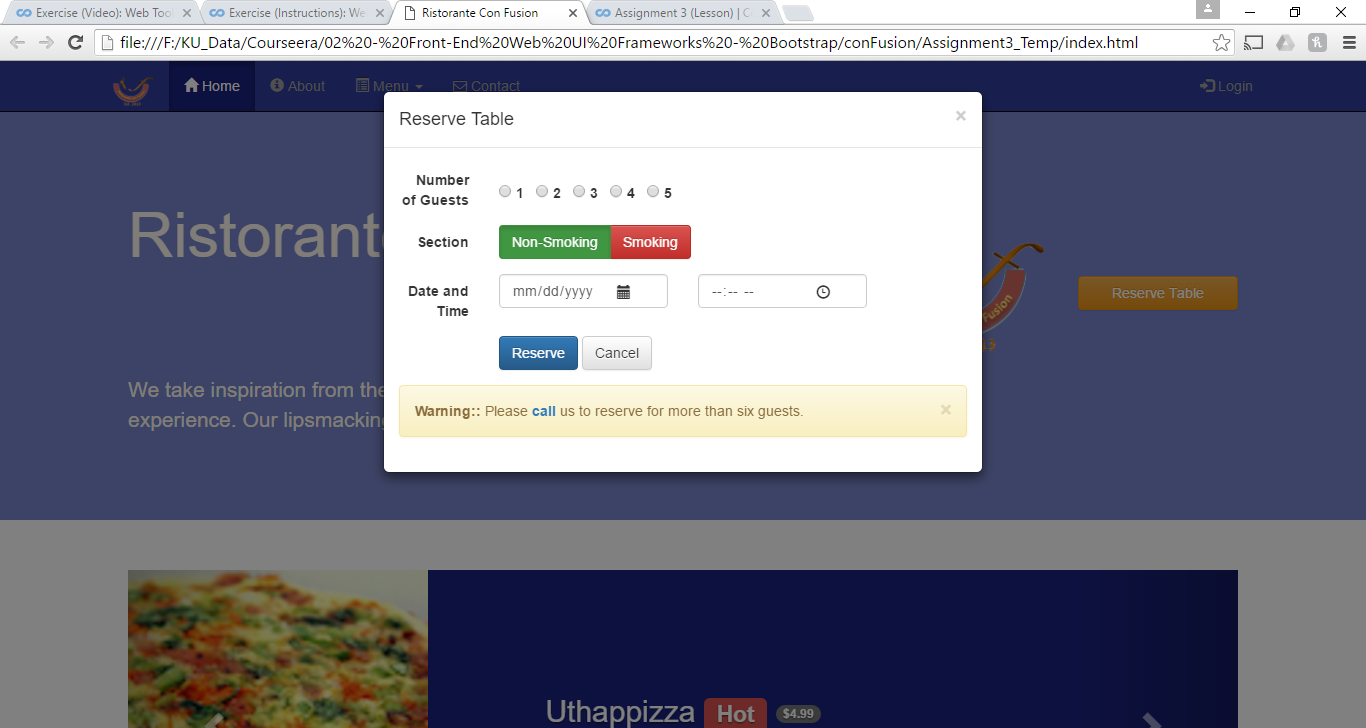 Exercise (Video): Web Too
Exercise (Instructions): We
Ristorante Con Fusion
Assignment 3 (Lesson) | C
file:///F:/KU_Data/Courseera/02%20-%20Front-End%20Web%20UI%20Frameworks%20-%20Bootstrap/conFusion/Assignment3_Temp/index.html
Home About Menu Contact Login
Reserve Table
×
Number
of Guests
1 2 3 4 5
Section
Non-Smoking Smoking
Date and
Time
mm/dd/yyyy --:-- --
Reserve Cancel
Warning:: Please call us to reserve for more than six guests.
×
Ristorante
Fusion
Reserve Table
We take inspiration from the
experience. Our lipsmacking
Uthappizza Hot $4.99